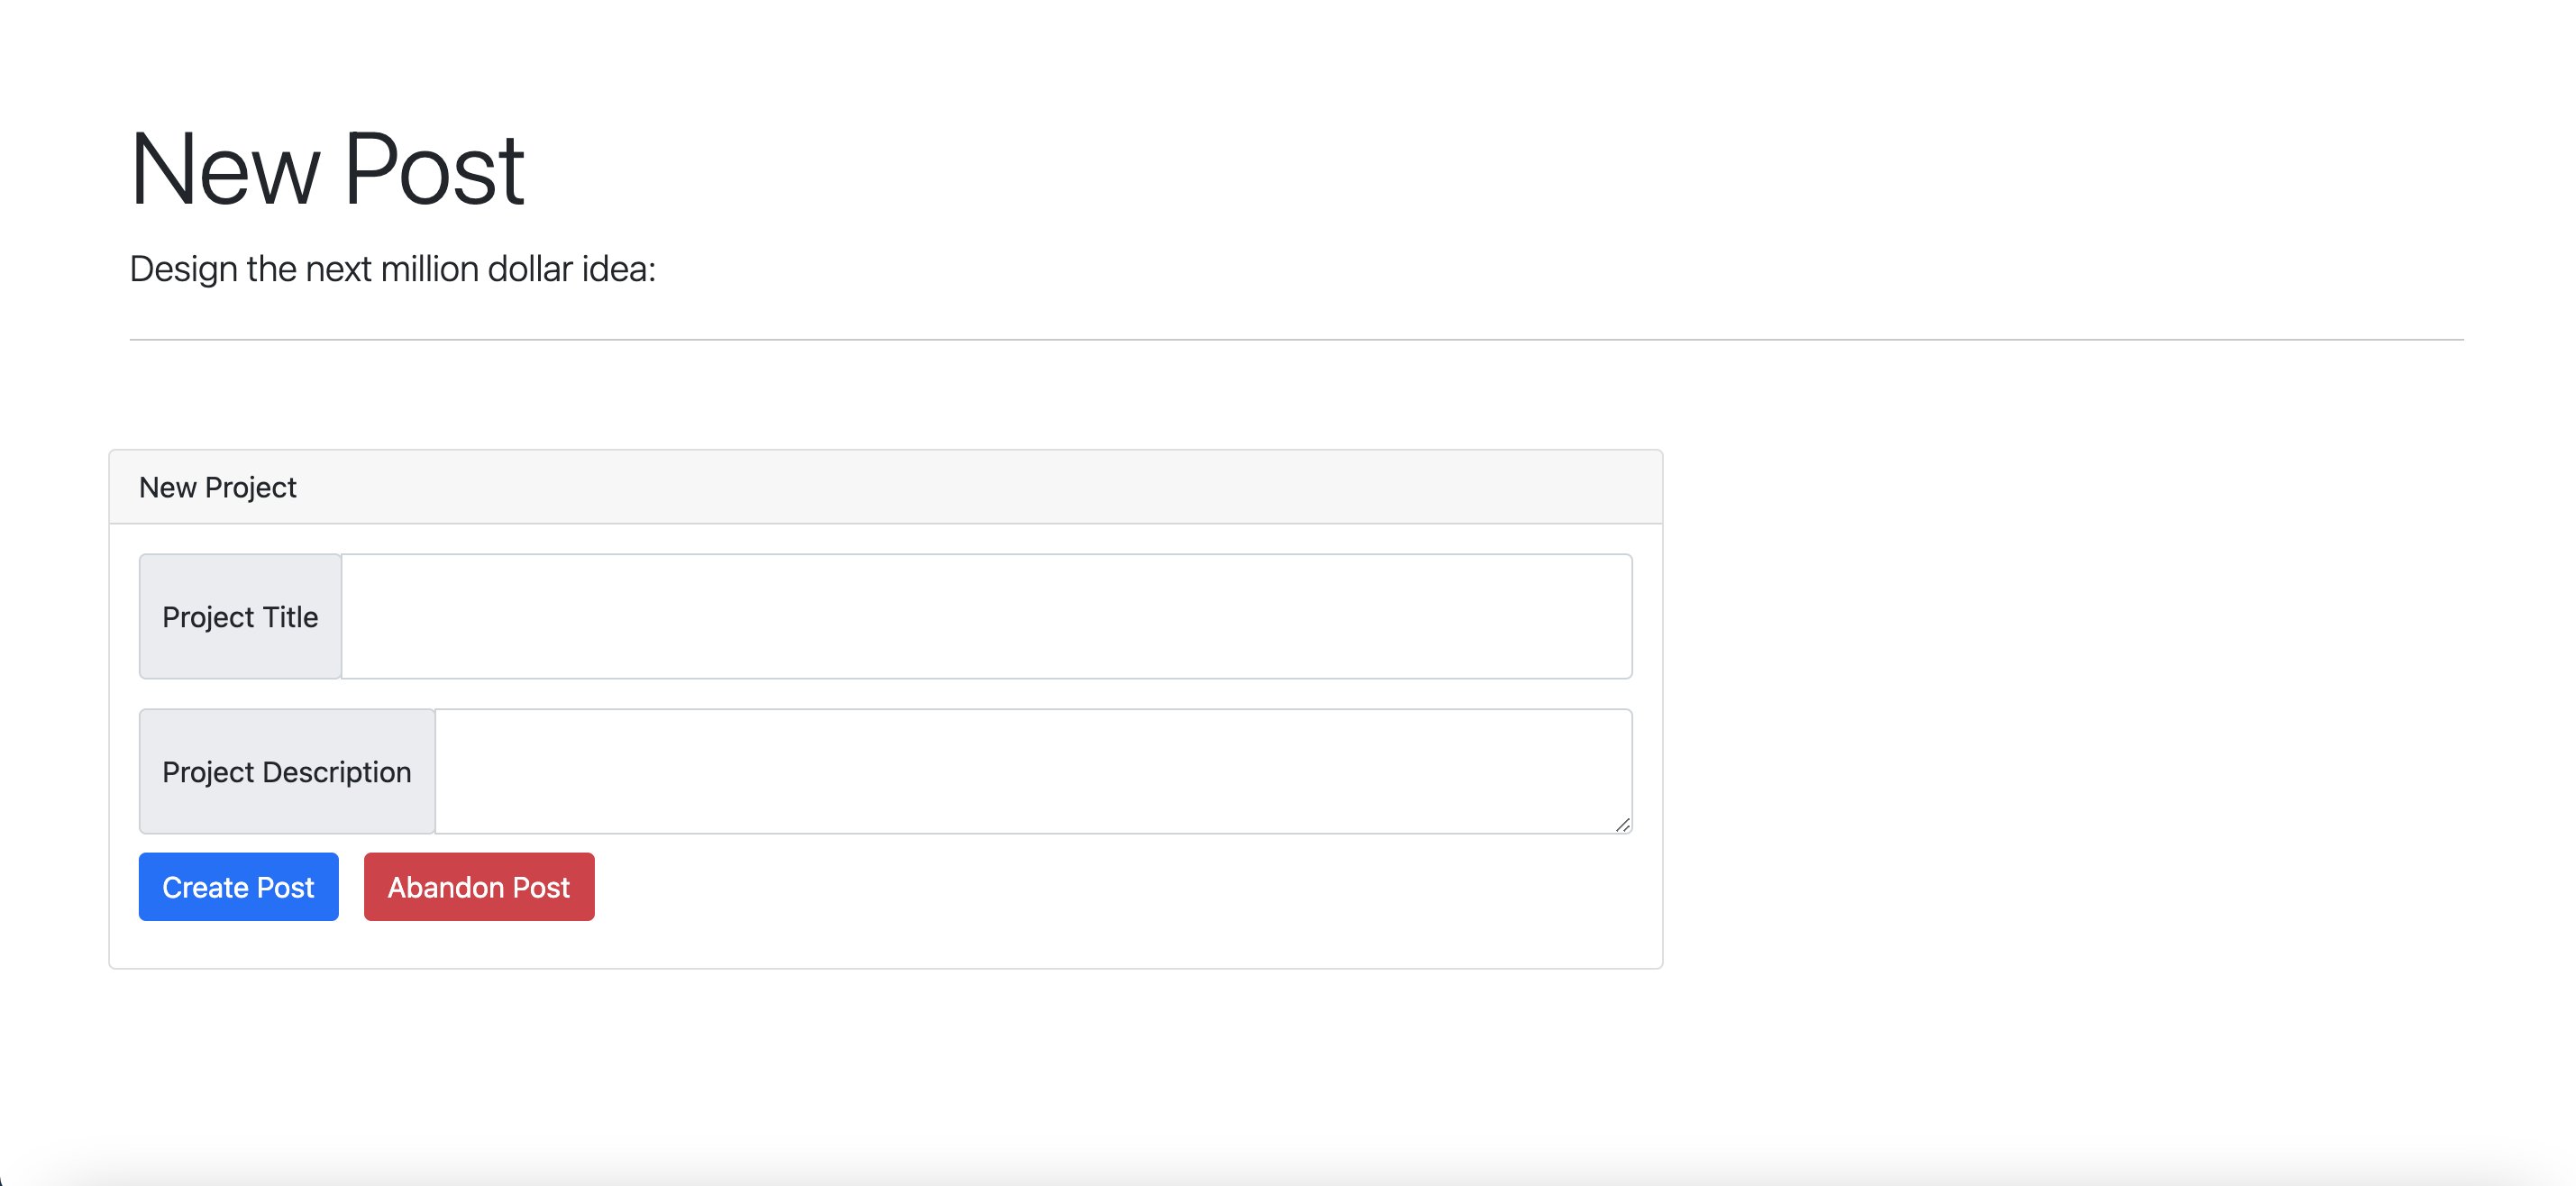 New Post
Design the next million dollar idea:
New Project
Project Title
Project Description
Create Post Abandon Post